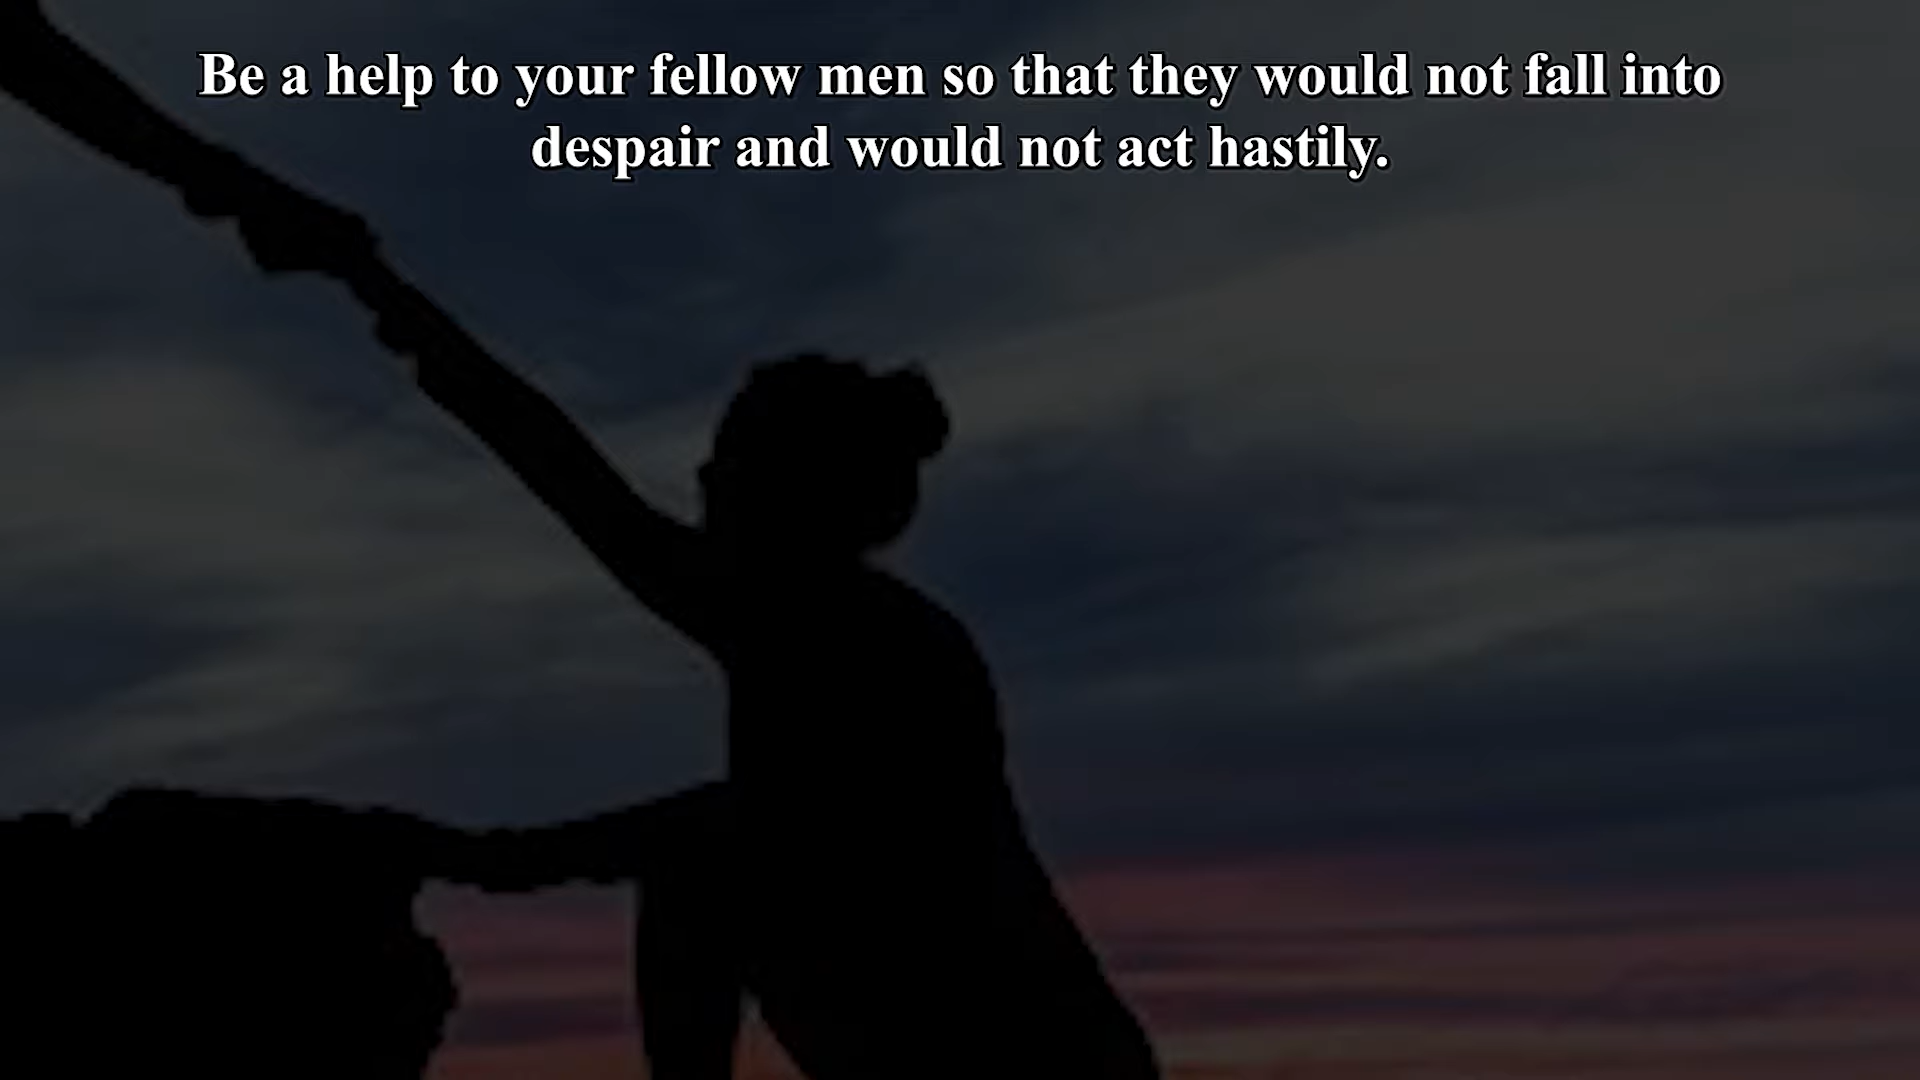 Be a help to your fellow men so that they would not fall into
despair and would not act hastily.